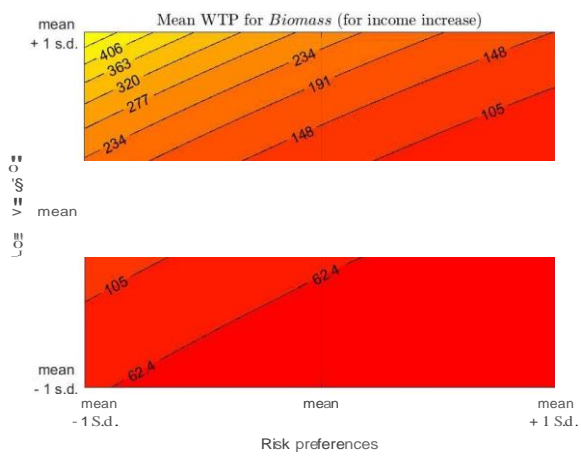 Mean WTP for Biomass (for income increase)
mean
+ 1 s.d.
406
363
320
277
234
234
191
148
148
105
mean
105
62.4
62.4
mean
- 1 s.d.
mean
mean
mean
- 1 S.d.
+ 1 S.d.
Risk preferences